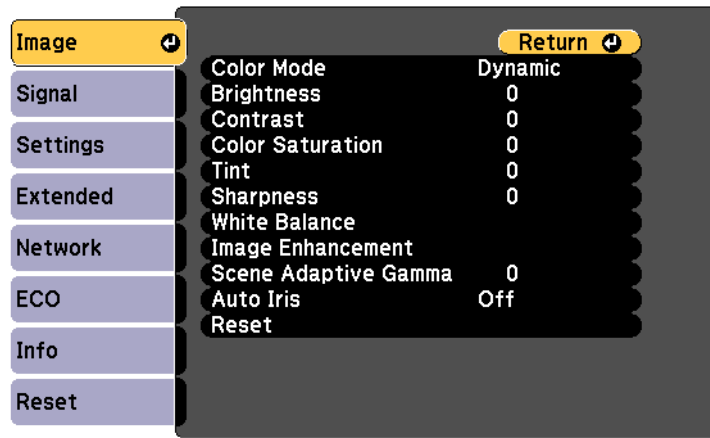 Image
Signal
Settings
Extended
Network
ECO
Info
Reset
Return
Color Mode Dynamic
Brightness 0
Contrast 0
Color Saturation 0
Tint 0
Sharpness 0
White Balance
Image Enhancement
Scene Adaptive Gamma 0
Auto Iris Off
Reset